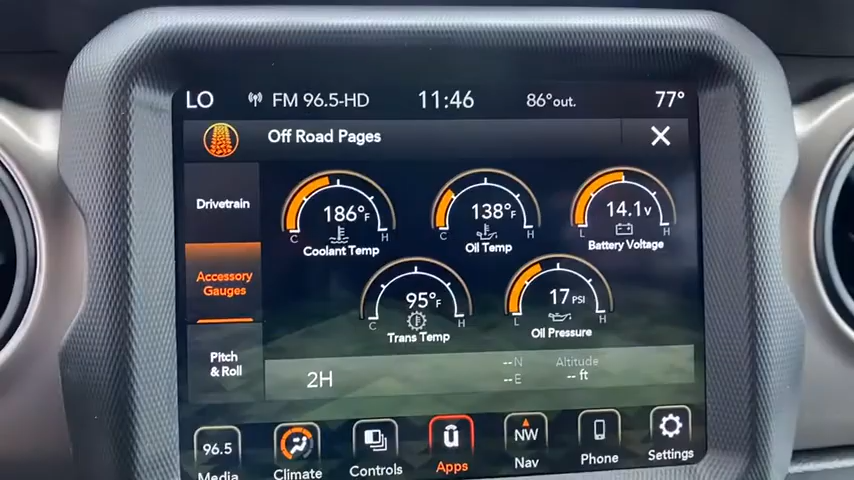 LO FM 96.5-HD 11:46 86°out. 77°
Off Road Pages X
Drivetrain
Accessory
Gauges
Pitch
& Roll
186°F
C H
Coolant Temp
138°F
C H
Oil Temp
14.1V
L H
Battery Voltage
95°F
C H
Trans Temp
17 PSI
L H
Oil Pressure
2H
--N
--E
Altitude
-- ft
96.5
Media
Climate
Controls
Apps
NW
Nav
Phone
Settings